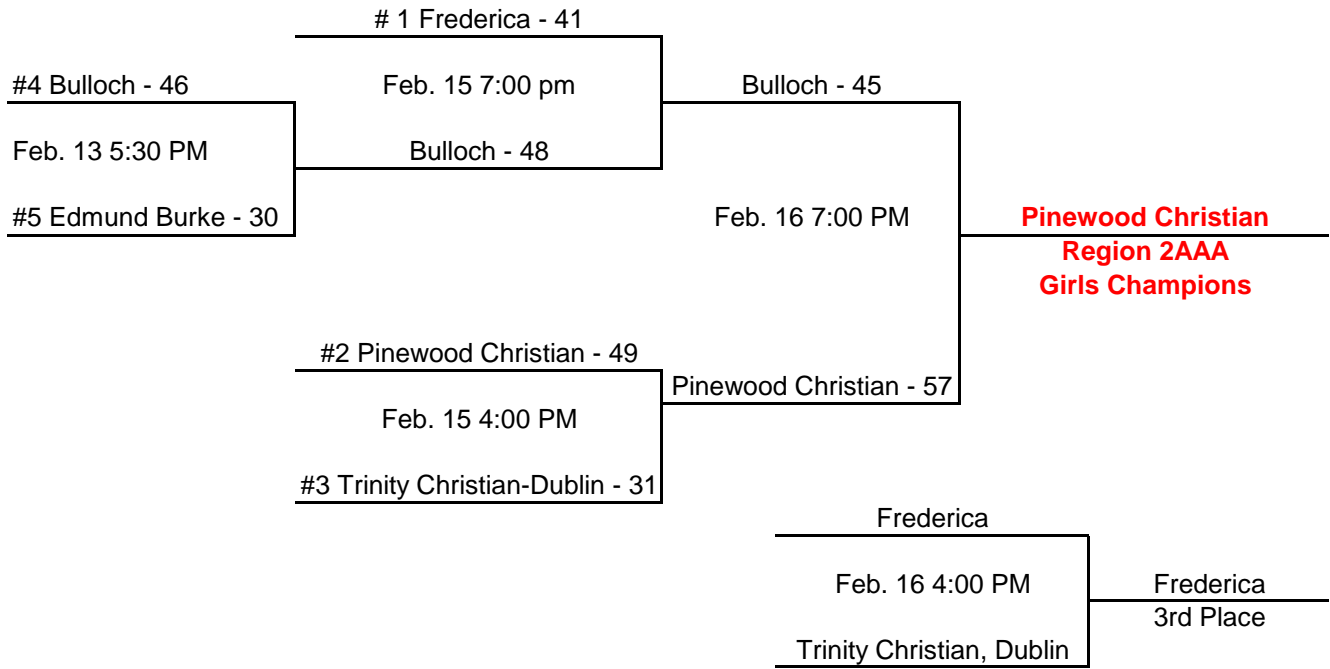 # 1 Frederica - 41
#4 Bulloch - 46
Feb. 15 7:00 pm
Bulloch - 45
Feb. 13 5:30 PM
Bulloch - 48
#5 Edmund Burke - 30
Feb. 16 7:00 PM
Pinewood Christian
Region 2AAA
Girls Champions
#2 Pinewood Christian - 49
Pinewood Christian - 57
Feb. 15 4:00 PM
#3 Trinity Christian-Dublin - 31
Frederica
Feb. 16 4:00 PM
Frederica
3rd Place
Trinity Christian, Dublin